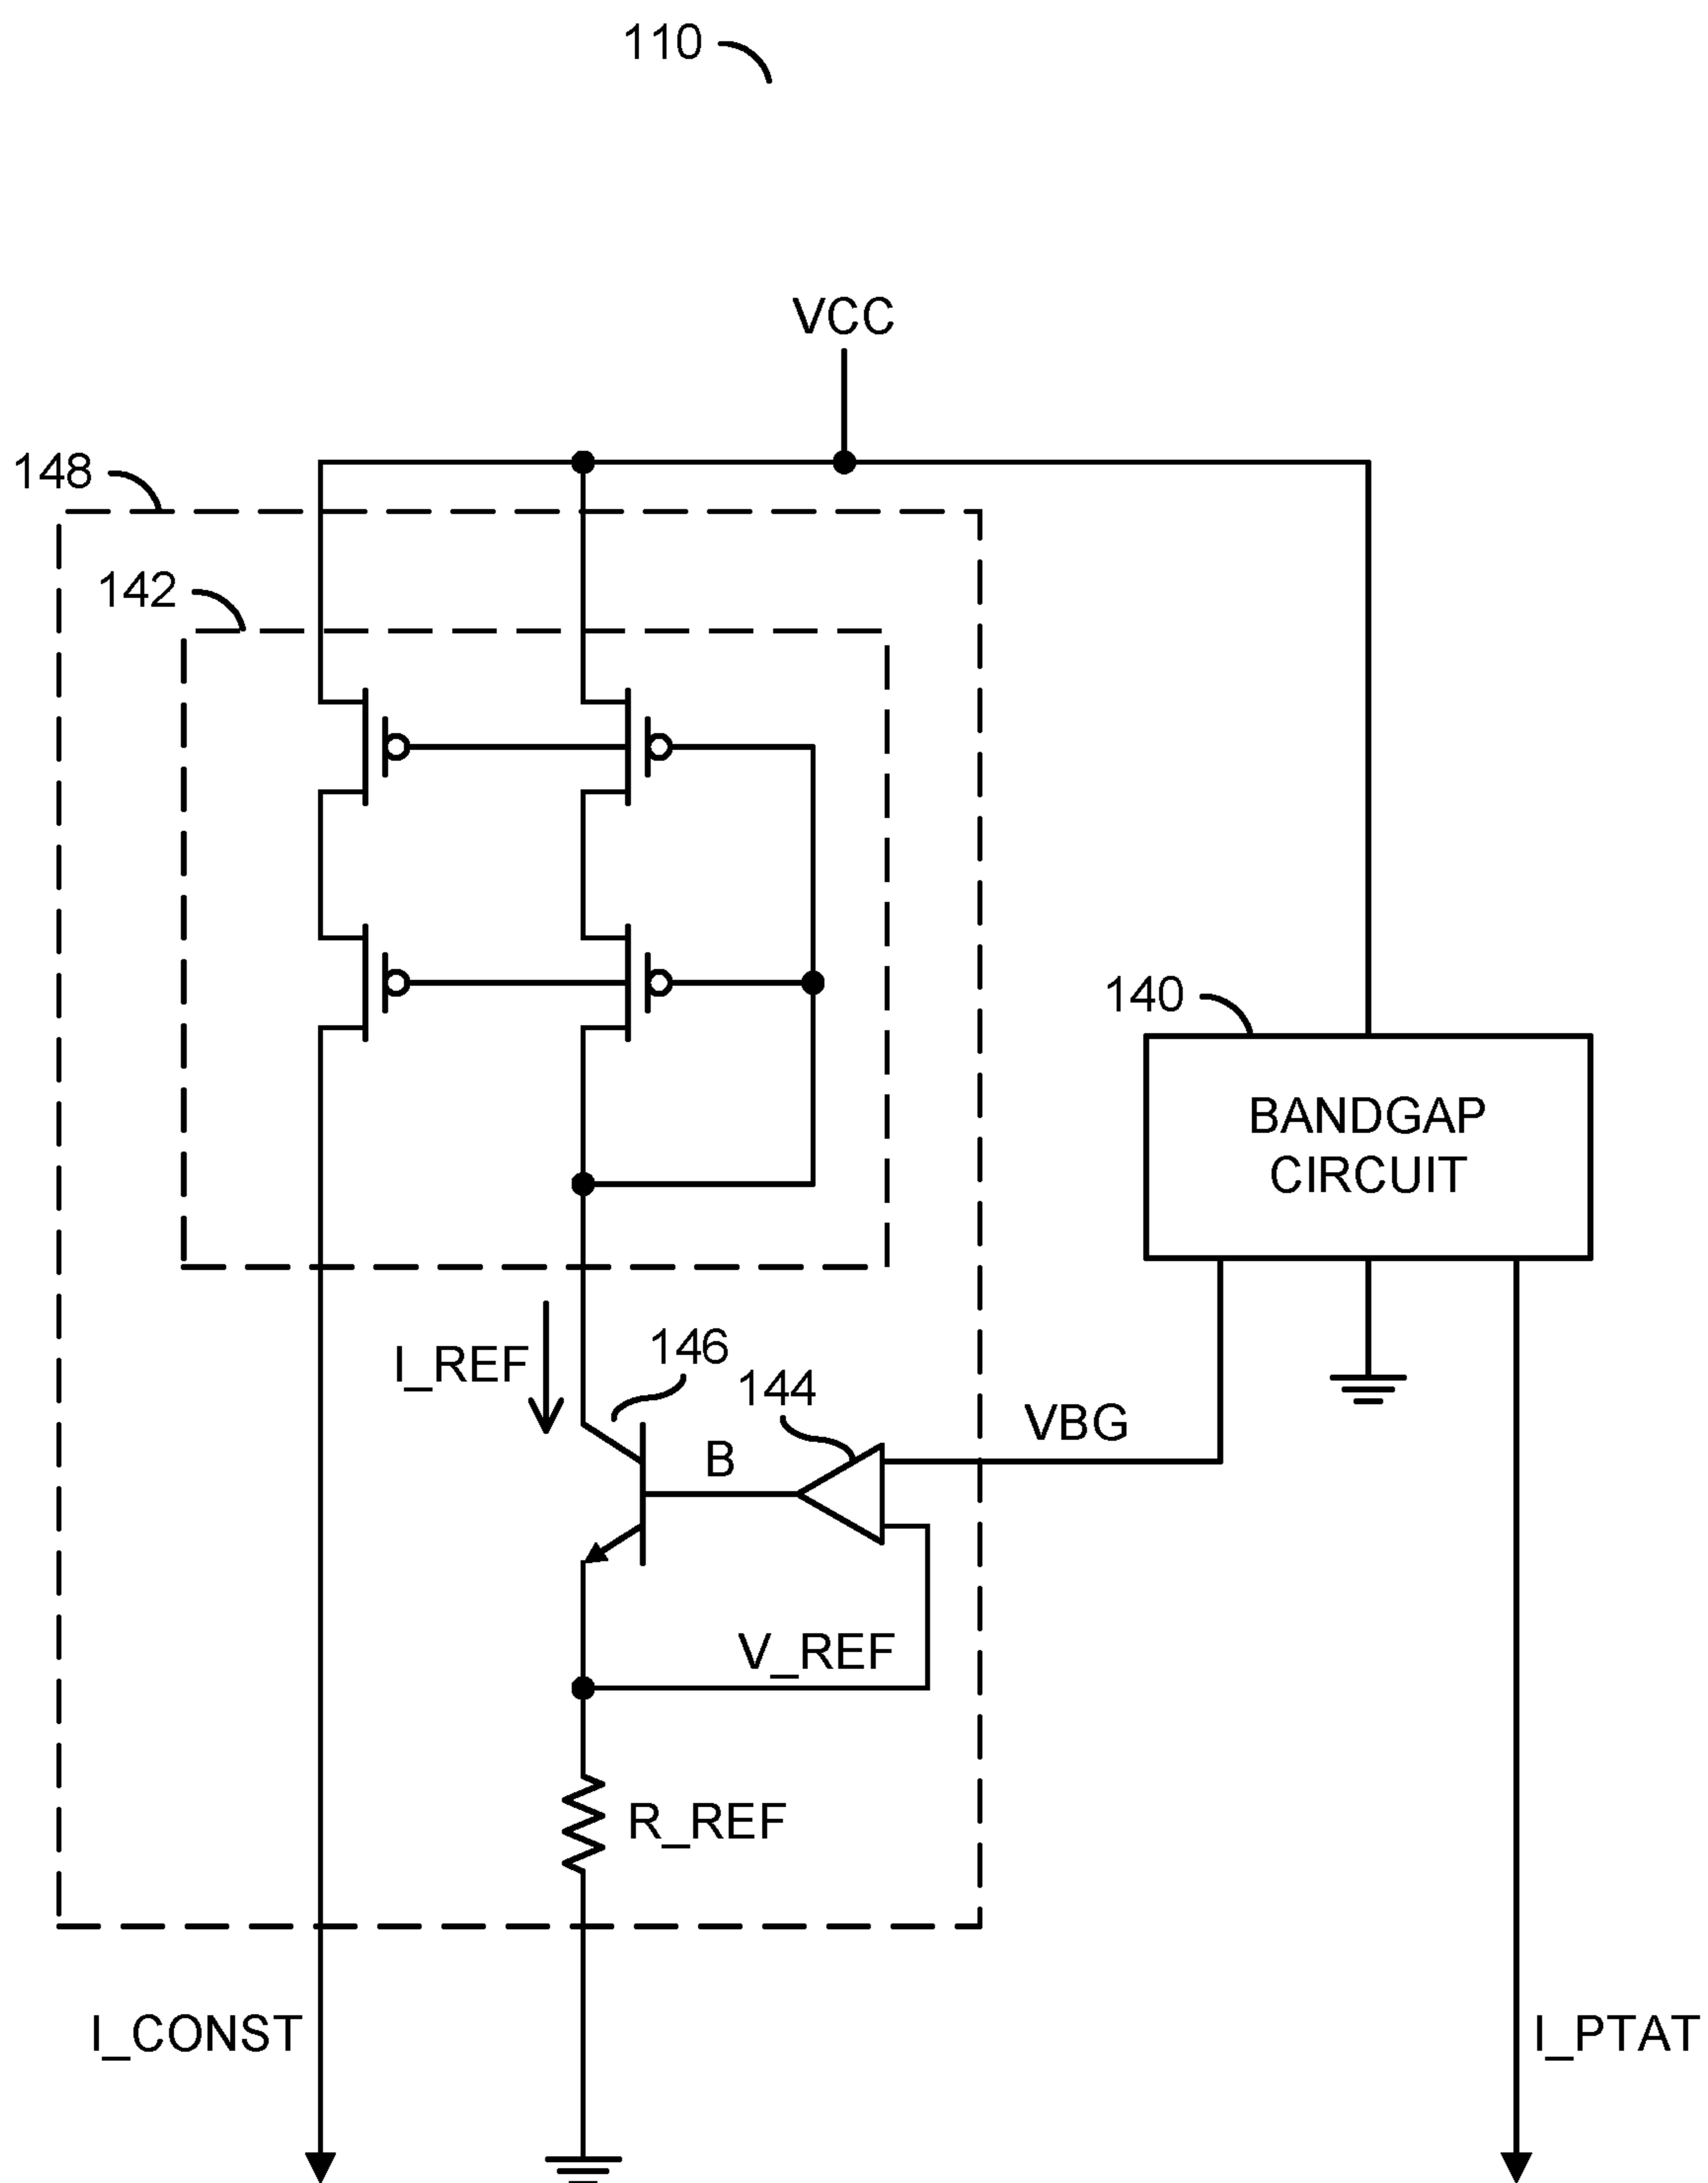 110
VCC
148
142
140
BANDGAP
CIRCUIT
I_REF
146
144
B
VBG
V_REF
R_REF
I_CONST
I_PTAT